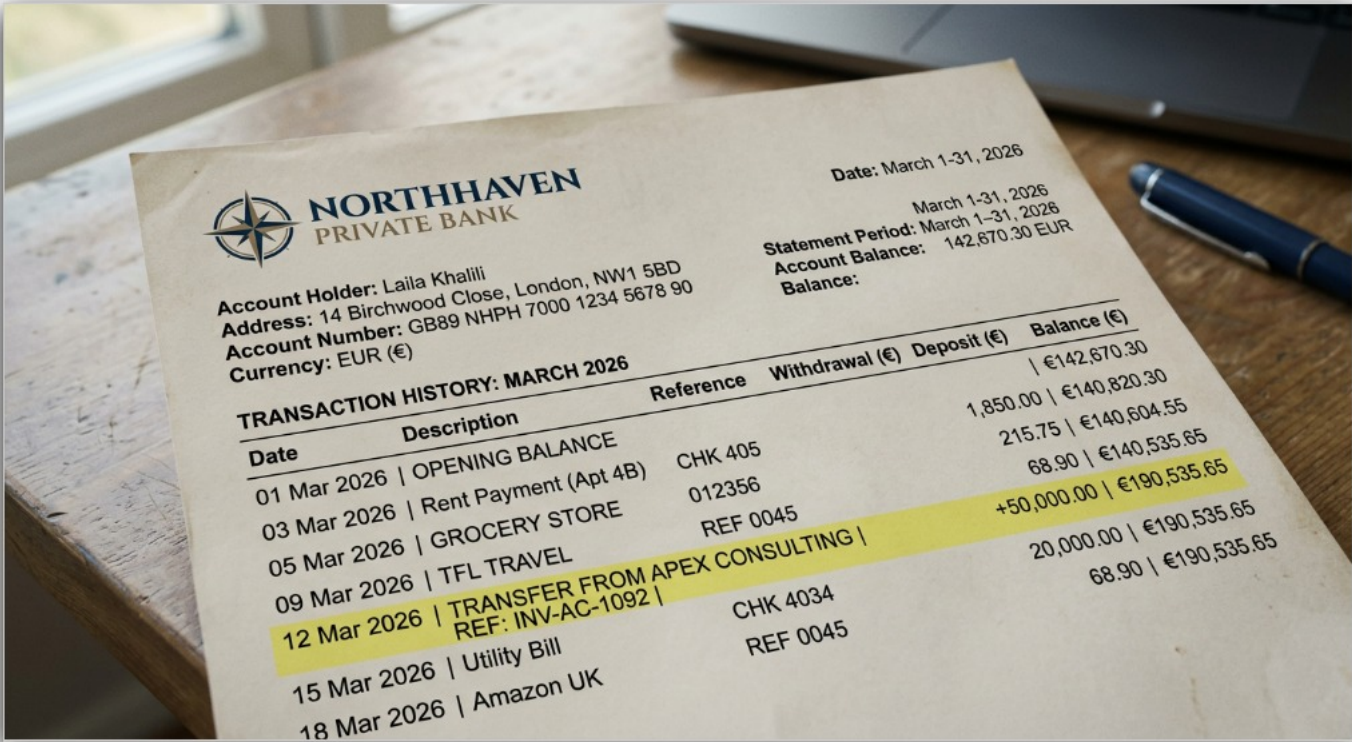 NORTHHAVEN
PRIVATE BANK
Date: March 1-31, 2026
March 1-31, 2026
Statement Period: March 1–31, 2026
Account Balance: 142,670.30 EUR
Balance:
Account Holder: Laila Khalili
Address: 14 Birchwood Close, London, NW1 5BD
Account Number: GB89 NHPH 7000 1234 5678 90
Currency: EUR (€)
TRANSACTION HISTORY: MARCH 2026
Date Description Reference Withdrawal (€) Deposit (€) Balance (€)
01 Mar 2026 | OPENING BALANCE | €142,670.30
03 Mar 2026 | Rent Payment (Apt 4B) CHK 405 1,850.00 | €140,820.30
05 Mar 2026 | GROCERY STORE 012356 215.75 | €140,604.55
09 Mar 2026 | TFL TRAVEL REF 0045 68.90 | €140,535.65
12 Mar 2026 | TRANSFER FROM APEX CONSULTING | +50,000.00 | €190,535.65
REF: INV-AC-1092 |
15 Mar 2026 | Utility Bill CHK 4034 20,000.00 | €190,535.65
18 Mar 2026 | Amazon UK REF 0045 68.90 | €190,535.65